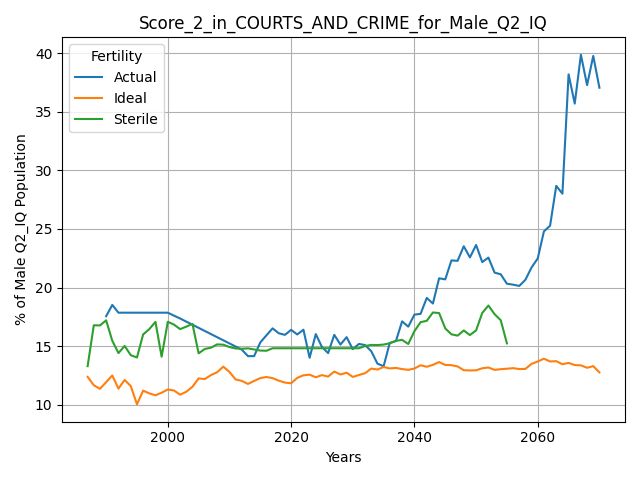 Score_2_in_COURTS_AND_CRIME_for_Male_Q2_IQ
Fertility
Actual
Ideal
Sterile
% of Male Q2_IQ Population
40
35
30
25
20
15
10
2000
2020
2040
2060
Years